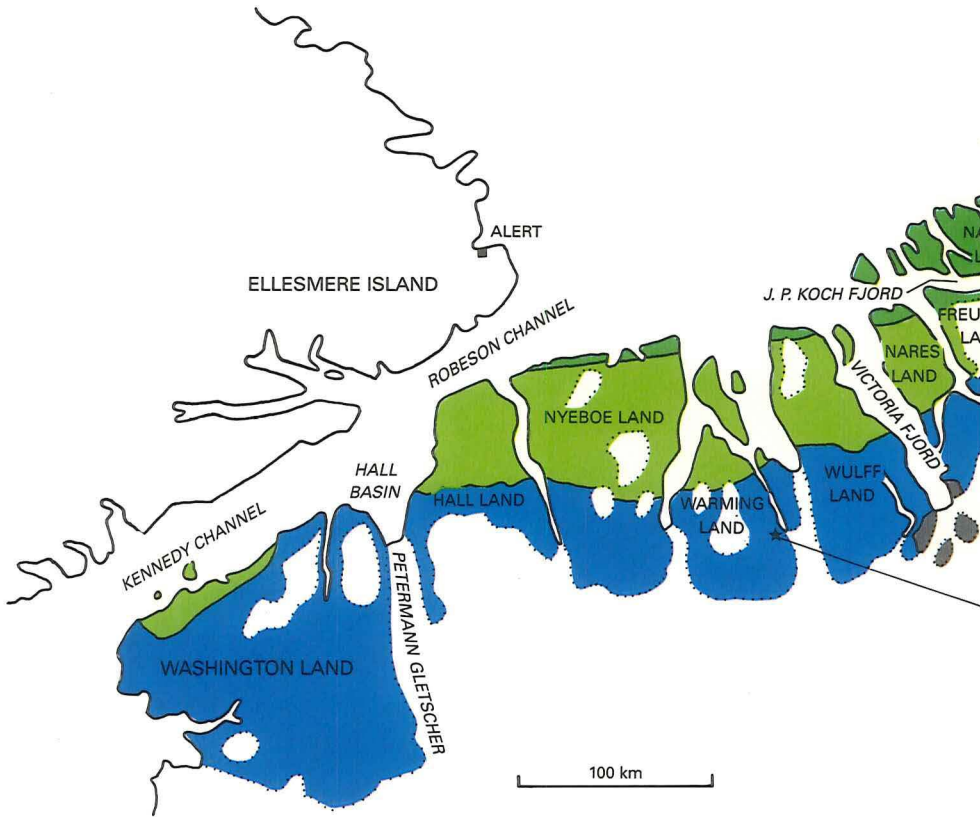 ALERT
ELLESMERE ISLAND
ROBESON CHANNEL
J. P. KOCH FJORD
NARES
LAND
VICTORIA FJORD
NYEBOE LAND
HALL
BASIN
HALL LAND
WARMING
LAND
WULFF
LAND
KENNEDY CHANNEL
PETERMANN GLETSCHER
WASHINGTON LAND
100 km